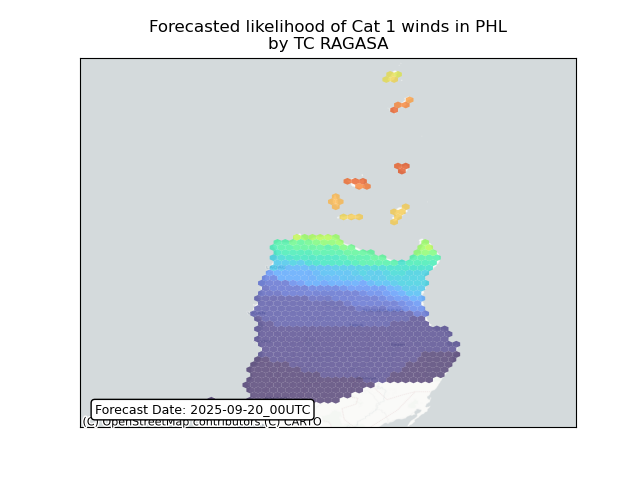 Forecasted likelihood of Cat 1 winds in PHL
by TC RAGASA
Forecast Date: 2025-09-20_00UTC
(C) OpenStreetMap contributors (C) CARTO